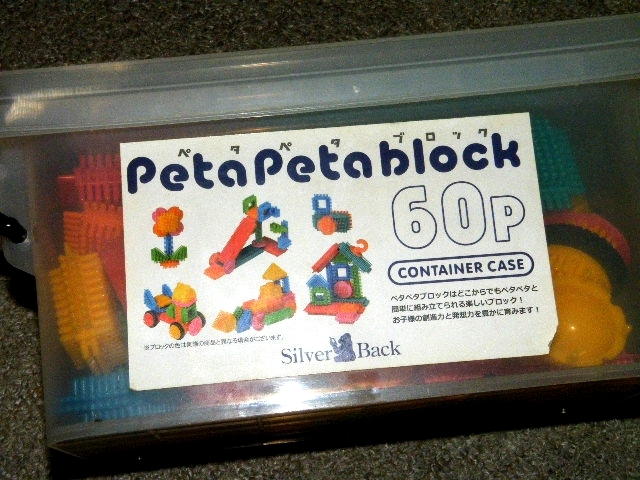 ペタペタブロック
PetaPetablock
60P
CONTAINER CASE
ペタペタブロックはどこからでもペタペタと
簡単に組み立てられる楽しいブロック！
お子様の創造力と発想力を豊かに育みます！
※ブロックの色は実際の商品と異なる場合がございます。
Silver Back